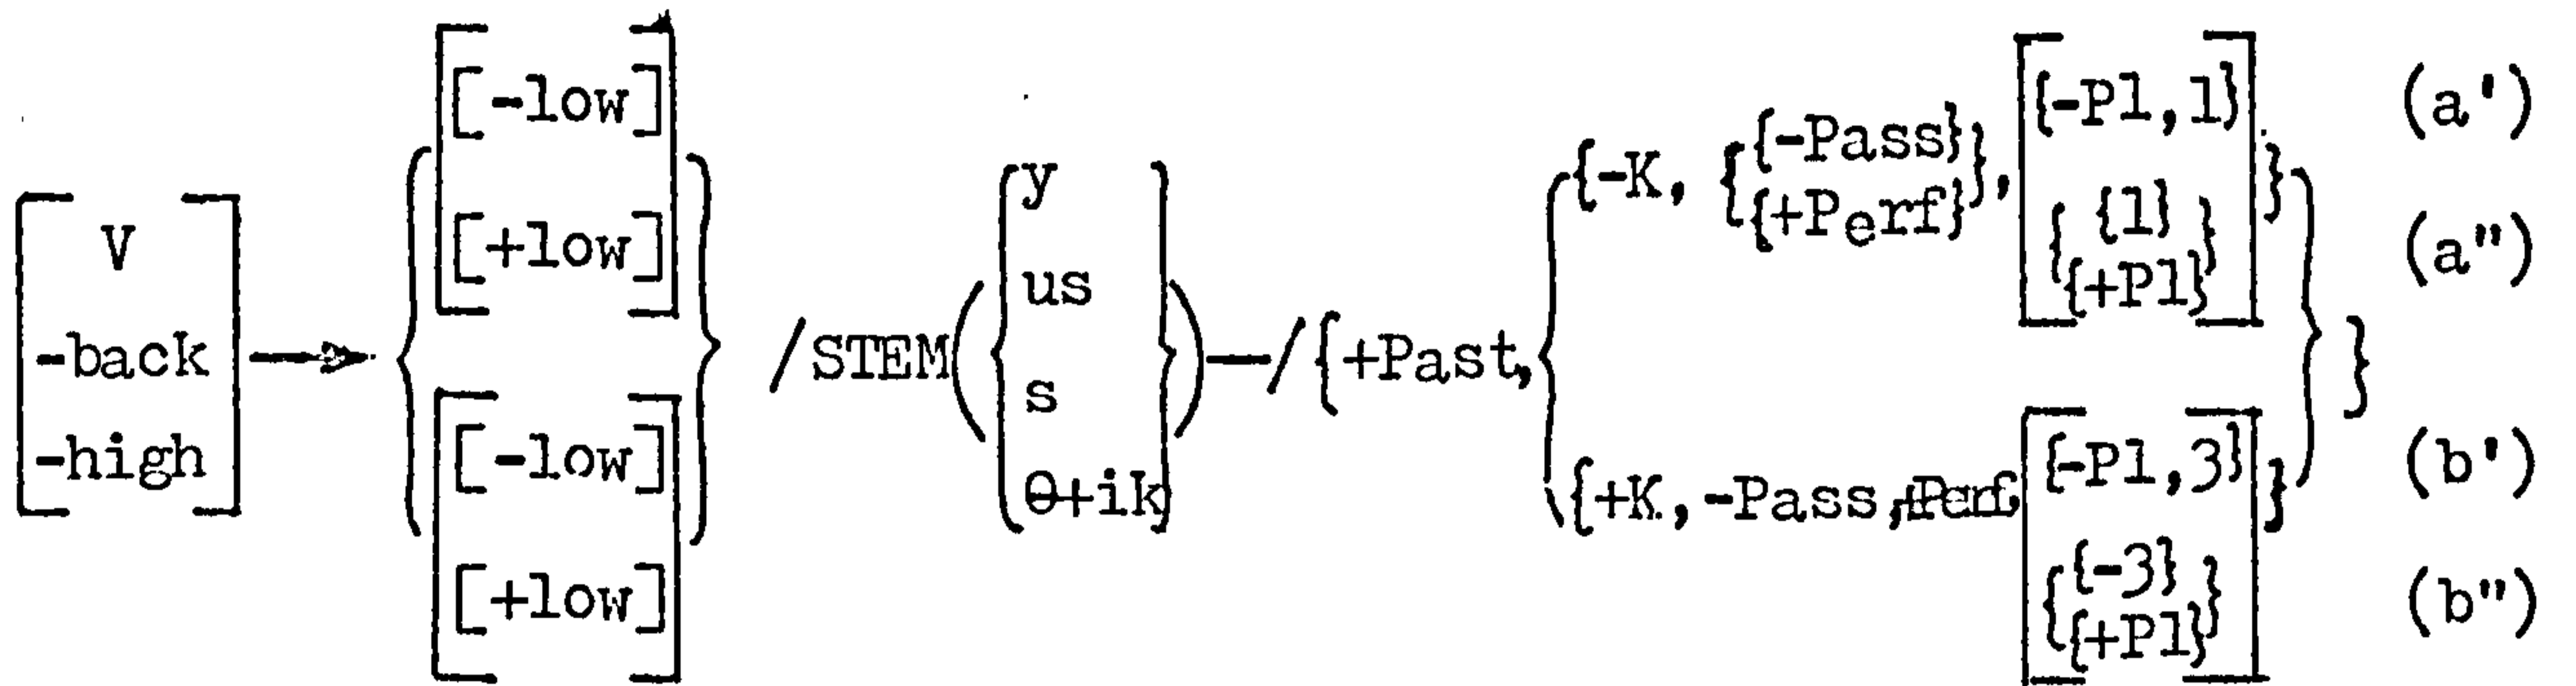 [-low] {-Pl,1} (a')
{-Pass}
y {-K, { }, }
[+low] {+Perf} {1} (a")
V {+Pl}
us
-back → / STEM( )—/{+Past, }
s
[-low] {-Pl,3} (b')
-high
θ+ik {+K,-Pass,+Perf, }
[+low] {-3} (b")
{+Pl}